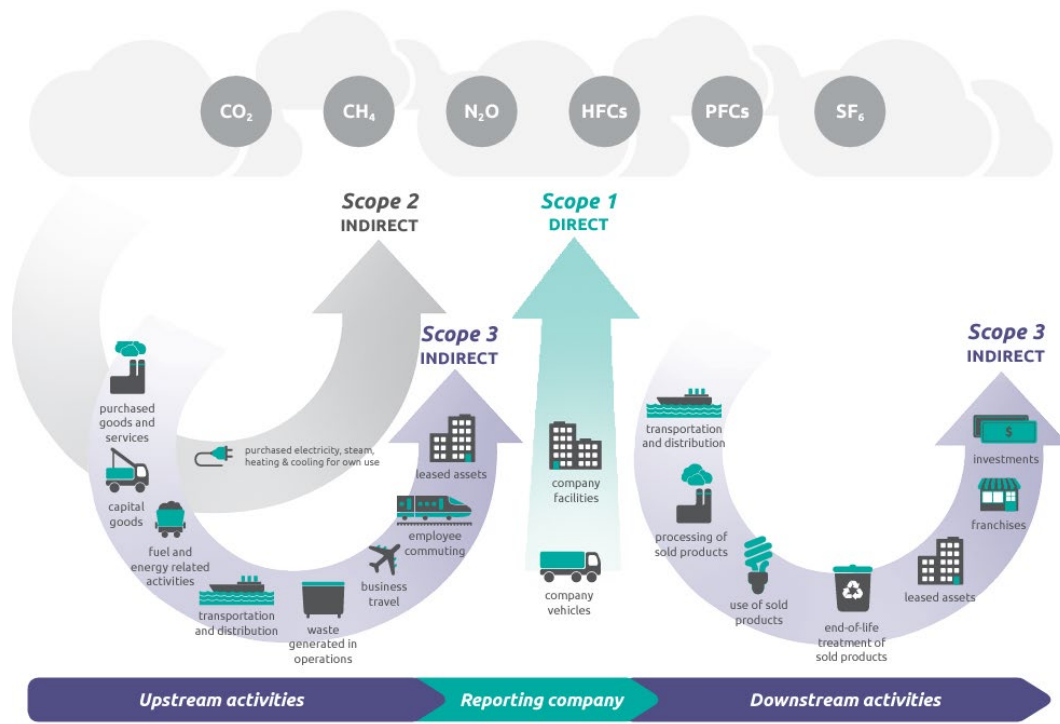 CO₂
CH₄
N₂O
HFCs
PFCs
SF₆
Scope 2
INDIRECT
Scope 1
DIRECT
Scope 3
INDIRECT
Scope 3
INDIRECT
purchased
goods and
services
capital
goods
fuel and
energy related
activities
transportation
and distribution
waste
generated in
operations
business
travel
employee
commuting
leased assets
purchased electricity, steam,
heating & cooling for own use
company
facilities
company
vehicles
transportation
and distribution
processing of
sold products
use of sold
products
end-of-life
treatment of
sold products
leased assets
franchises
$
investments
Upstream activities
Reporting company
Downstream activities